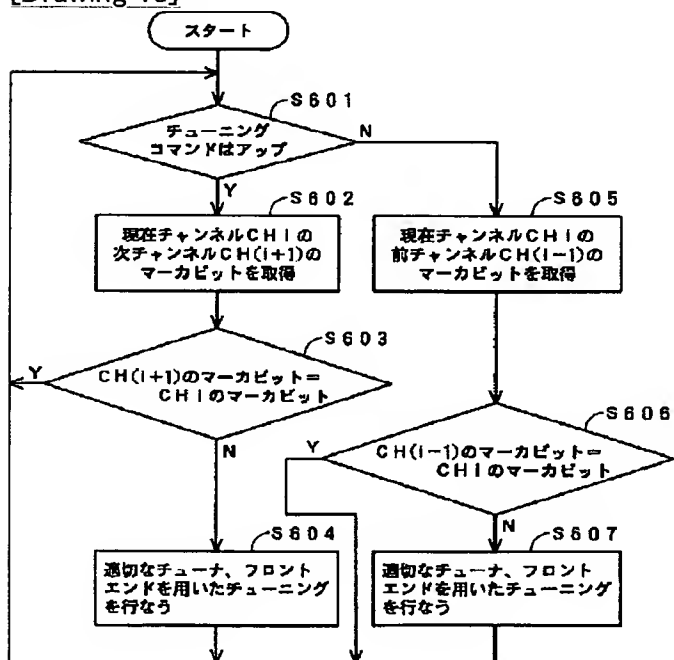 スタート
S601
チューニング
コマンドはアップ
N
Y
S602
現在チャンネルCHiの
次チャンネルCH(i+1)の
マーカビットを取得
S605
現在チャンネルCHiの
前チャンネルCH(i-1)の
マーカビットを取得
S603
Y
CH(i+1)のマーカビット=
CHiのマーカビット
N
S606
Y
CH(i-1)のマーカビット=
CHiのマーカビット
N
S604
適切なチューナ、フロント
エンドを用いたチューニング
を行なう
S607
適切なチューナ、フロント
エンドを用いたチューニング
を行なう